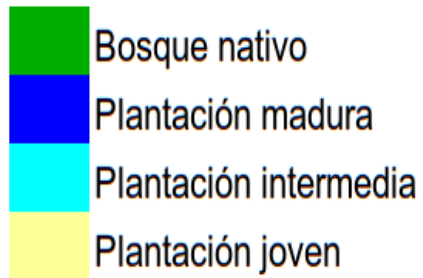 Bosque nativo
Plantación madura
Plantación intermedia
Plantación joven